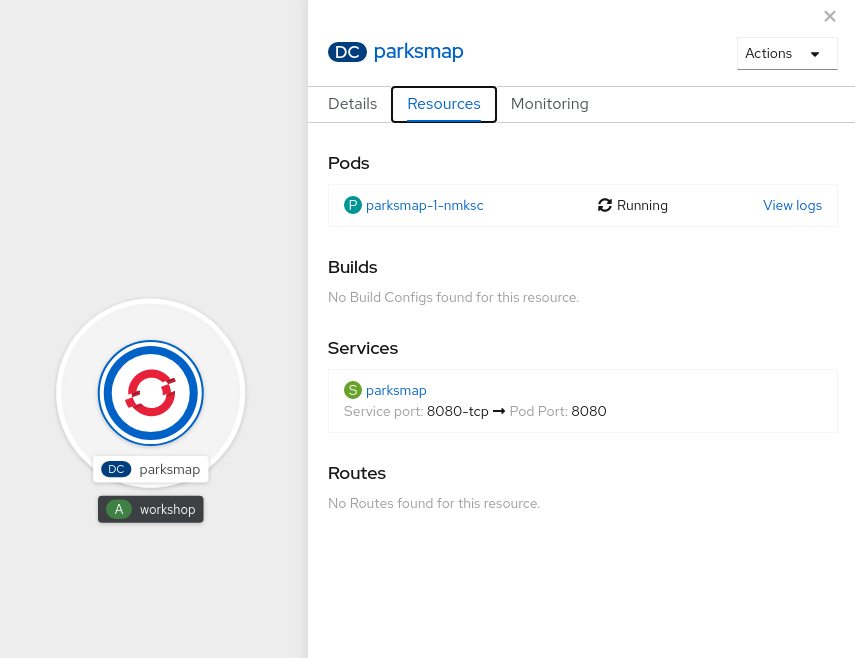 DC parksmap
Actions
Details Resources Monitoring
Pods
P parksmap-1-nmksc Running View logs
Builds
No Build Configs found for this resource.
Services
S parksmap
Service port: 8080-tcp → Pod Port: 8080
Routes
No Routes found for this resource.
DC parksmap
A workshop